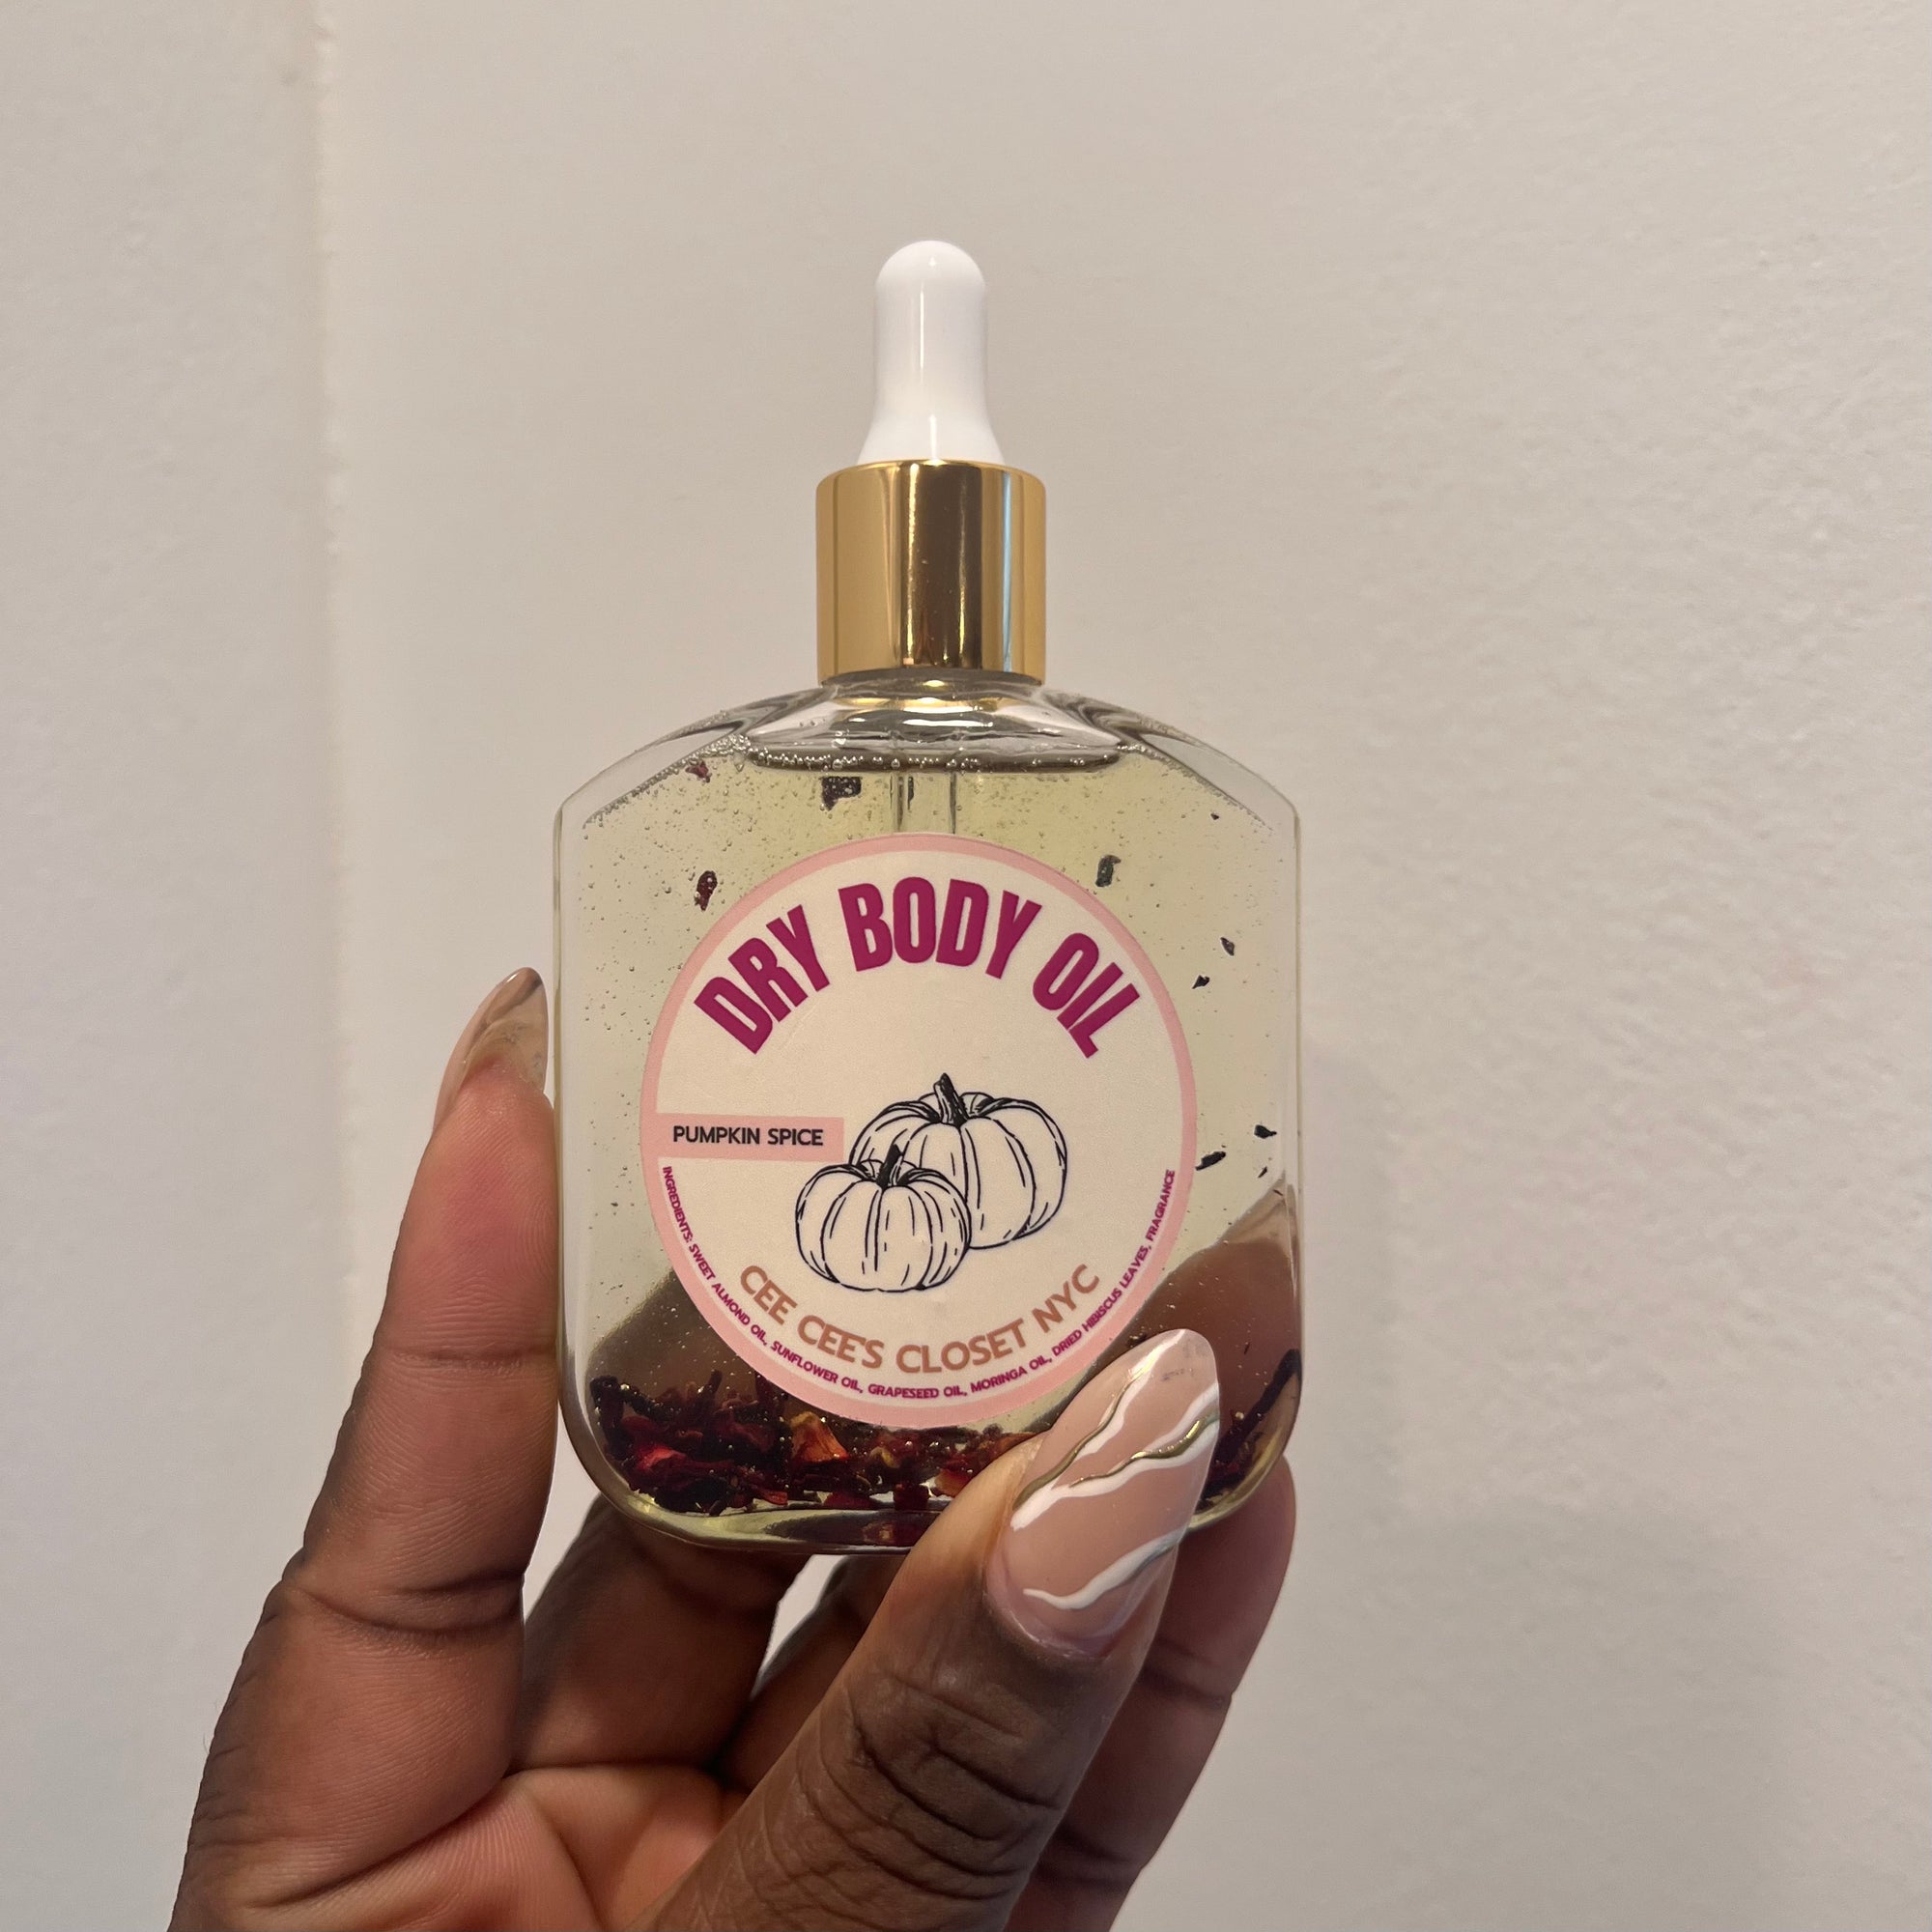 DRY BODY OIL
PUMPKIN SPICE
CEE CEE'S CLOSET NYC
INGREDIENTS: SWEET ALMOND OIL, SUNFLOWER OIL, GRAPESEED OIL, MORINGA OIL, DRIED HIBISCUS LEAVES, FRAGRANCE